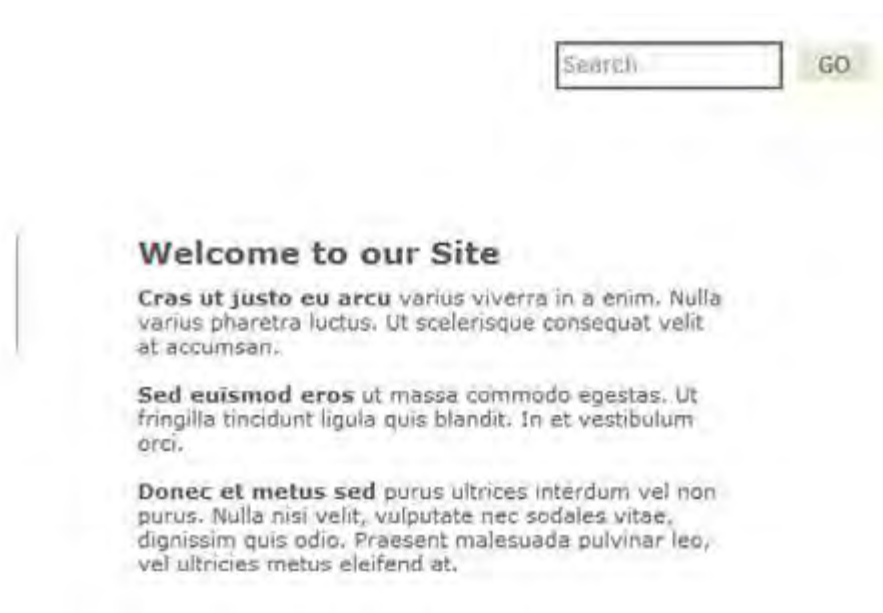 Search
GO
Welcome to our Site
Cras ut justo eu arcu varius viverra in a enim. Nulla
varius pharetra luctus. Ut scelerisque consequat velit
at accumsan.
Sed euismod eros ut massa commodo egestas. Ut
fringilla tincidunt ligula quis blandit. In et vestibulum
orci.
Donec et metus sed purus ultrices interdum vel non
purus. Nulla nisi velit, vulputate nec sodales vitae,
dignissim quis odio. Praesent malesuada pulvinar leo,
vel ultricies metus eleifend at.